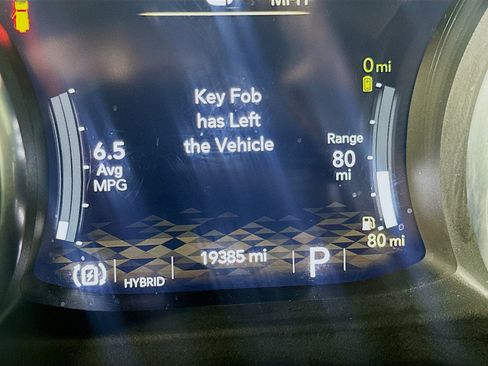 0 mi
Key Fob
has Left
the Vehicle
6.5
Avg
MPG
Range
80
mi
80 mi
19385 mi
P
HYBRID